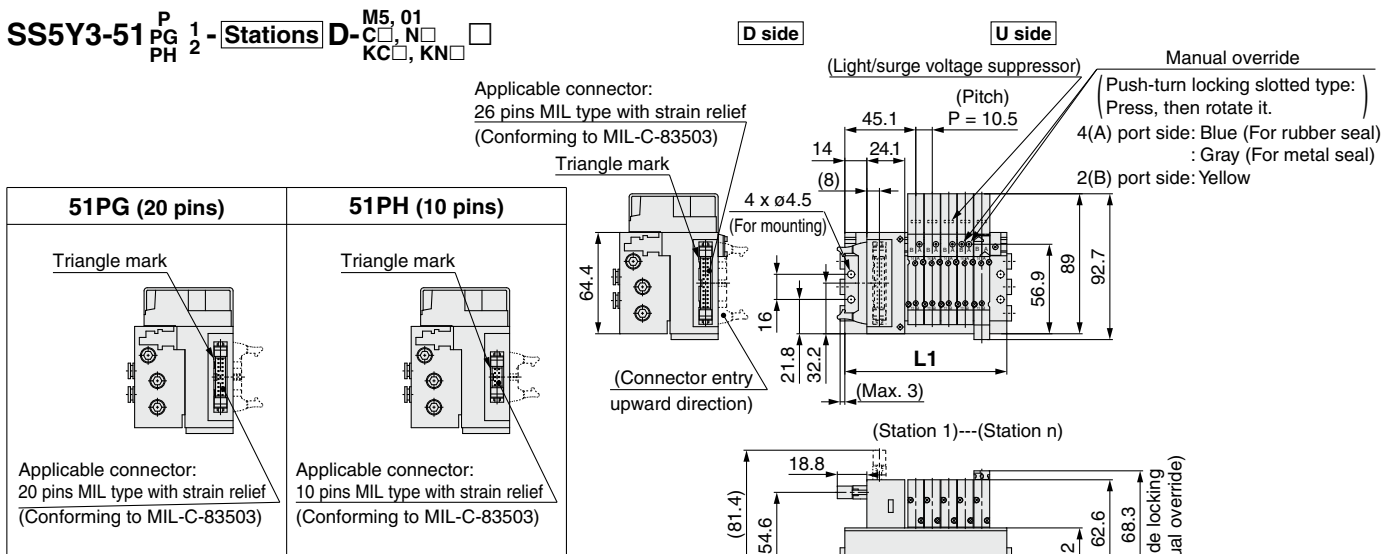 SS5Y3-51 P PG PH 1 2 - Stations D- M5, 01 C□, N□ KC□, KN□ □
D side
U side
(Light/surge voltage suppressor)
Manual override
(Push-turn locking slotted type:
Press, then rotate it.)
4(A) port side: Blue (For rubber seal)
: Gray (For metal seal)
2(B) port side: Yellow
Applicable connector:
26 pins MIL type with strain relief
(Conforming to MIL-C-83503)
Triangle mark
(Pitch)
P = 10.5
45.1
14
24.1
(8)
4 x ø4.5
(For mounting)
64.4
16
21.8
32.2
56.9
89
92.7
L1
(Max. 3)
(Connector entry
upward direction)
(Station 1)---(Station n)
51PG (20 pins)
51PH (10 pins)
Triangle mark
Triangle mark
Applicable connector:
20 pins MIL type with strain relief
(Conforming to MIL-C-83503)
Applicable connector:
10 pins MIL type with strain relief
(Conforming to MIL-C-83503)
18.8
(81.4)
54.6
2
62.6
68.3
de locking
ual override)